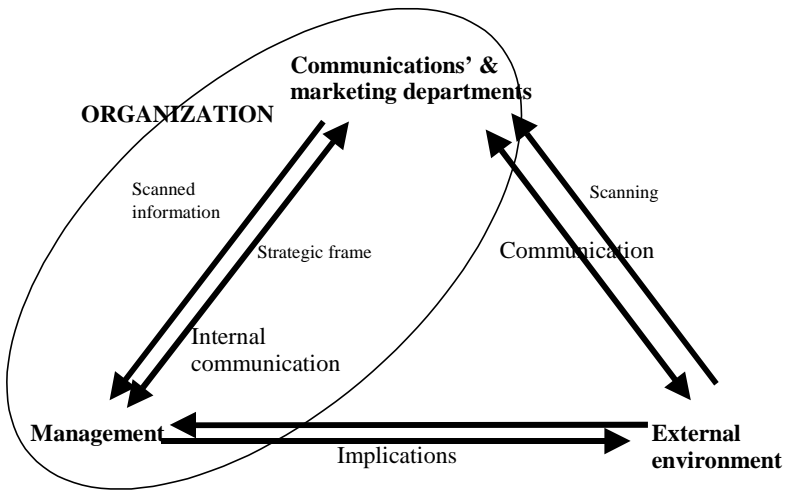 Communications' &
marketing departments
ORGANIZATION
Scanned
information
Scanning
Strategic frame
Communication
Internal
communication
Management
Implications
External
environment